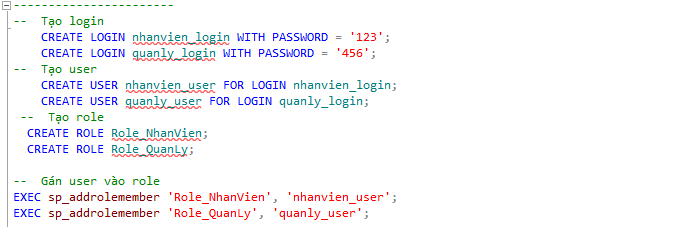 ------------------------
-- Tạo login
CREATE LOGIN nhanvien_login WITH PASSWORD = '123';
CREATE LOGIN quanly_login WITH PASSWORD = '456';
-- Tạo user
CREATE USER nhanvien_user FOR LOGIN nhanvien_login;
CREATE USER quanly_user FOR LOGIN quanly_login;
-- Tạo role
CREATE ROLE Role_NhanVien;
CREATE ROLE Role_QuanLy;
-- Gán user vào role
EXEC sp_addrolemember 'Role_NhanVien', 'nhanvien_user';
EXEC sp_addrolemember 'Role_QuanLy', 'quanly_user';